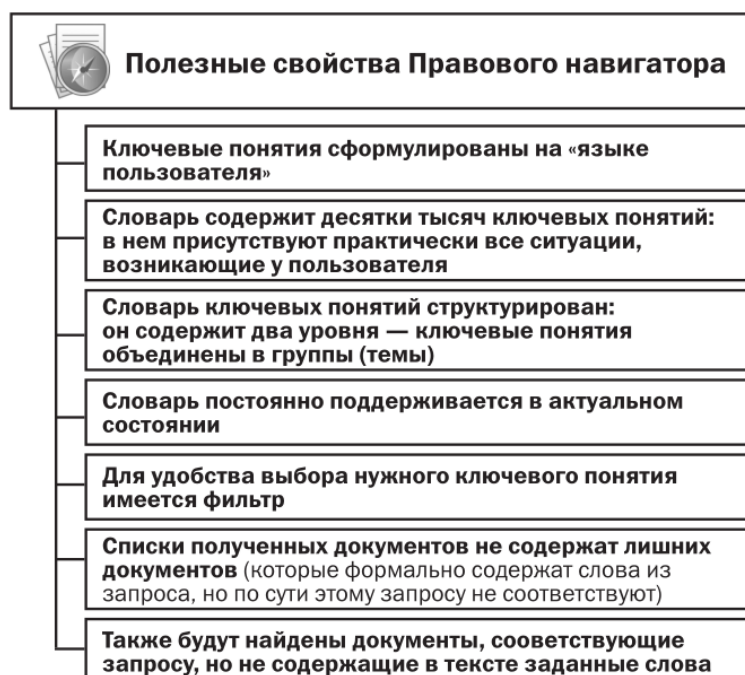 Полезные свойства Правового навигатора
Ключевые понятия сформулированы на «языке
пользователя»
Словарь содержит десятки тысяч ключевых понятий:
в нем присутствуют практически все ситуации,
возникающие у пользователя
Словарь ключевых понятий структурирован:
он содержит два уровня — ключевые понятия
объединены в группы (темы)
Словарь постоянно поддерживается в актуальном
состоянии
Для удобства выбора нужного ключевого понятия
имеется фильтр
Списки полученных документов не содержат лишних
документов (которые формально содержат слова из
запроса, но по сути этому запросу не соответствуют)
Также будут найдены документы, сооветствующие
запросу, но не содержащие в тексте заданные слова